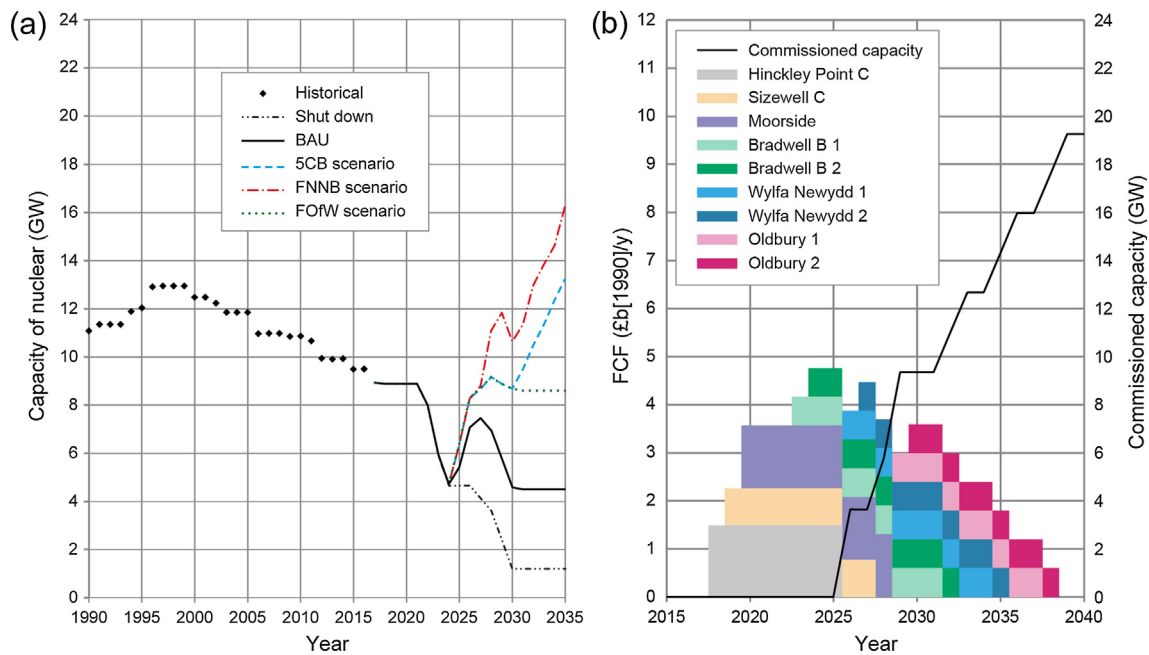 (a)
24
22
20
18
16
14
12
10
8
6
4
2
0
Capacity of nuclear (GW)
Historical
Shut down
BAU
5CB scenario
FNNB scenario
FOfW scenario
1990 1995 2000 2005 2010 2015 2020 2025 2030 2035
Year
(b)
12
11
10
9
8
7
6
5
4
3
2
1
0
FCF (£b[1990]/y)
Commissioned capacity
Hinckley Point C
Sizewell C
Moorside
Bradwell B 1
Bradwell B 2
Wylfa Newydd 1
Wylfa Newydd 2
Oldbury 1
Oldbury 2
24
22
20
18
16
14
12
10
8
6
4
2
0
Commissioned capacity (GW)
2015 2020 2025 2030 2035 2040
Year